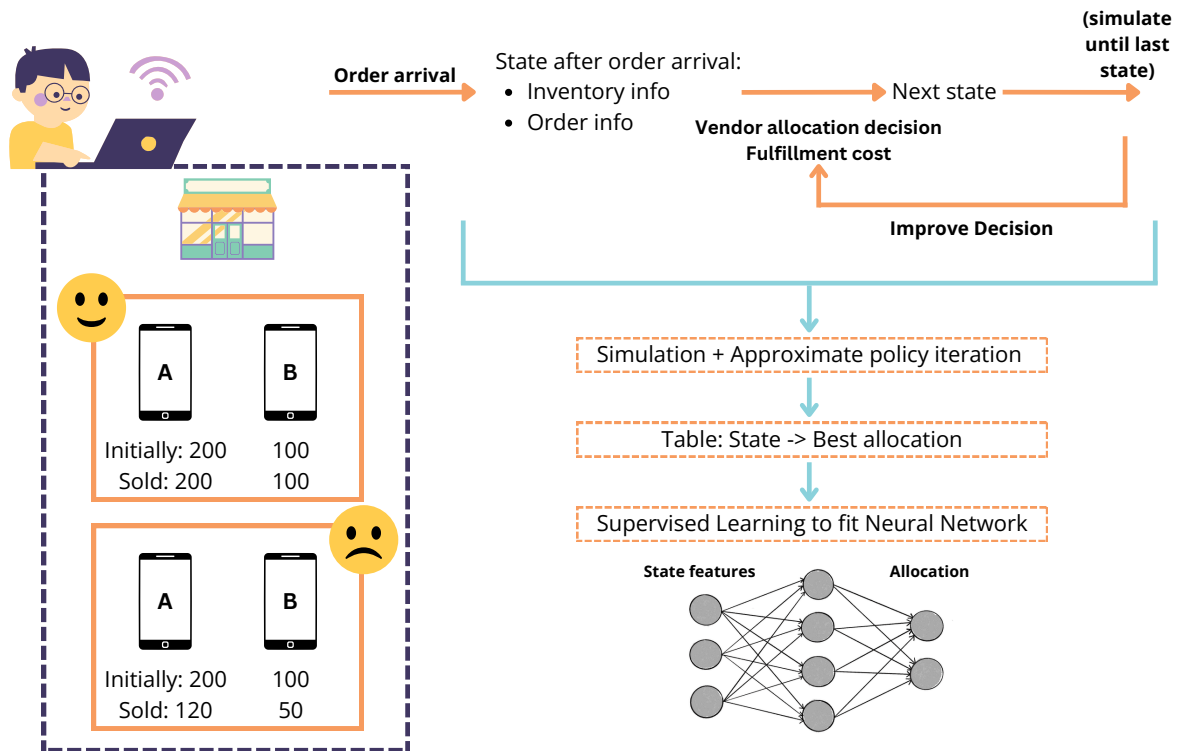 Order arrival
State after order arrival:
• Inventory info
• Order info
Next state
(simulate
until last
state)
Vendor allocation decision
Fulfillment cost
Improve Decision
A B
Initially: 200 100
Sold: 200 100
A B
Initially: 200 100
Sold: 120 50
Simulation + Approximate policy iteration
Table: State -> Best allocation
Supervised Learning to fit Neural Network
State features
Allocation